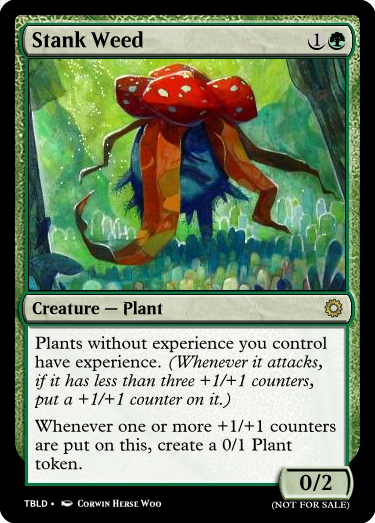 Stank Weed 1
Creature — Plant
Plants without experience you control
have experience. (Whenever it attacks,
if it has less than three +1/+1 counters,
put a +1/+1 counter on it.)
Whenever one or more +1/+1 counters
are put on this, create a 0/1 Plant
token.
0/2
TBLD • Corwin Herse Woo
(NOT FOR SALE)